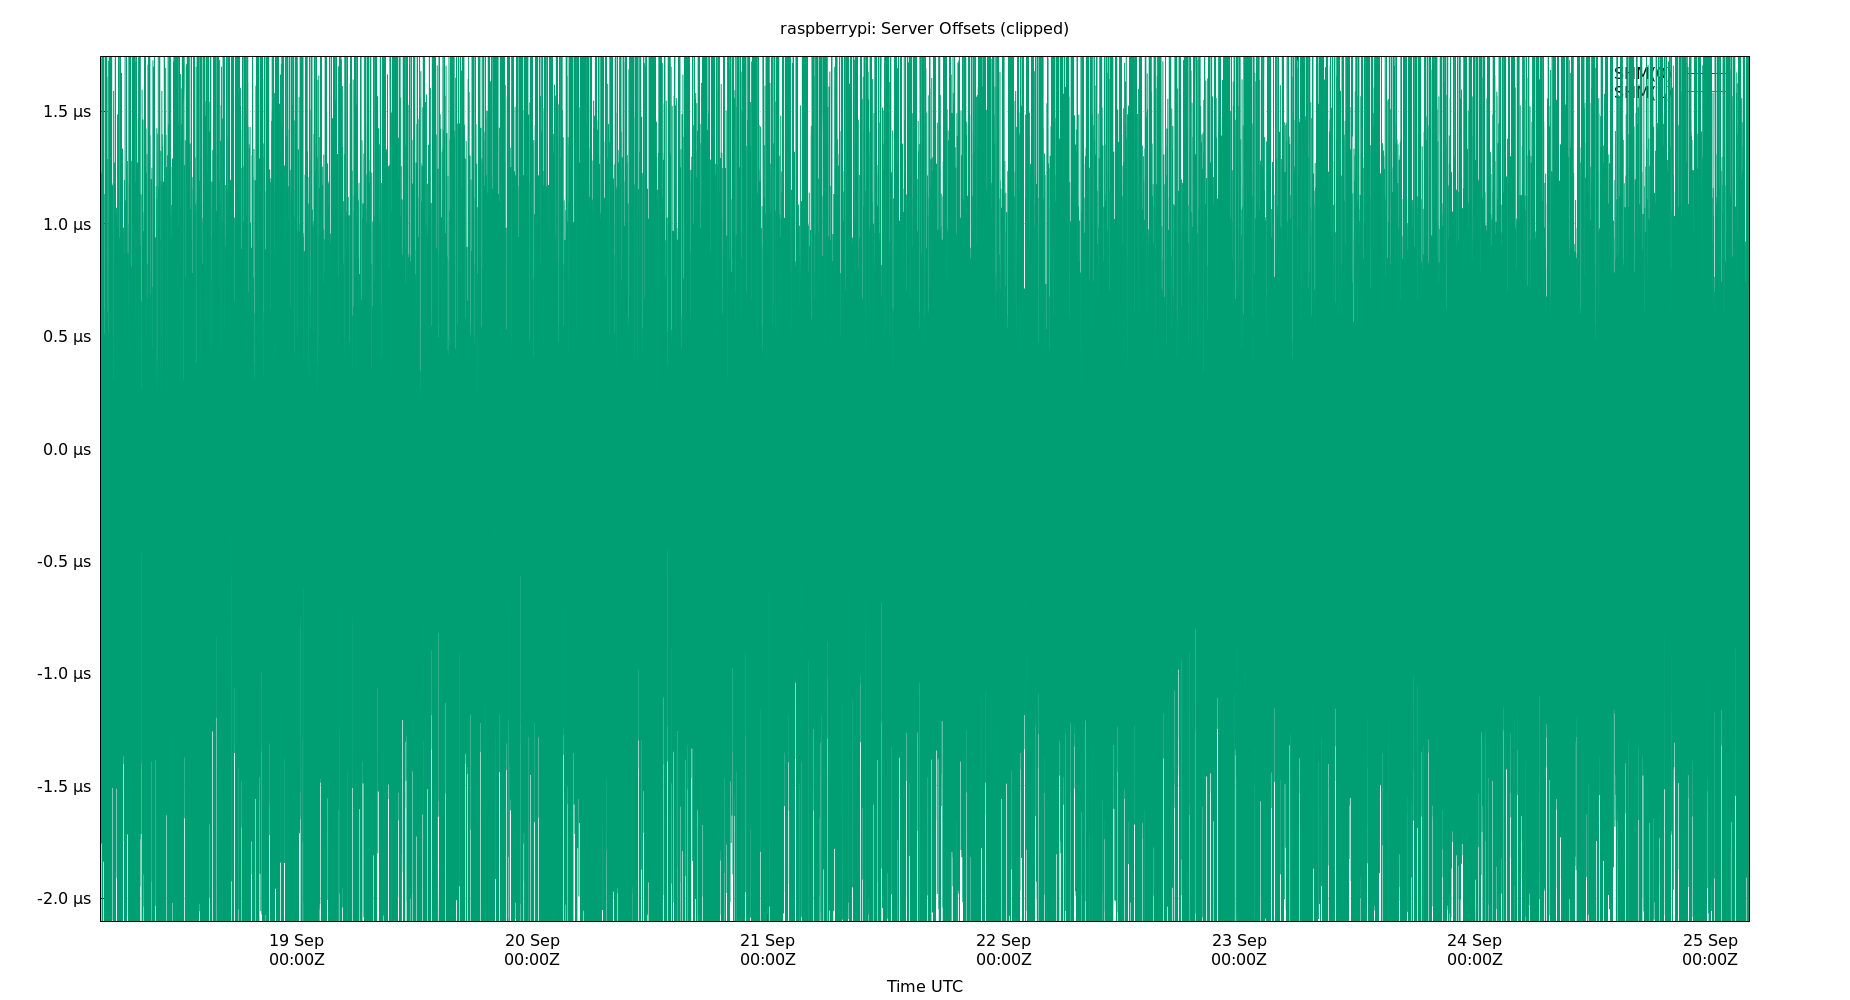 raspberrypi: Server Offsets (clipped)
1.5 µs
1.0 µs
0.5 µs
0.0 µs
-0.5 µs
-1.0 µs
-1.5 µs
-2.0 µs
19 Sep 00:00Z
20 Sep 00:00Z
21 Sep 00:00Z
22 Sep 00:00Z
23 Sep 00:00Z
24 Sep 00:00Z
25 Sep 00:00Z
Time UTC